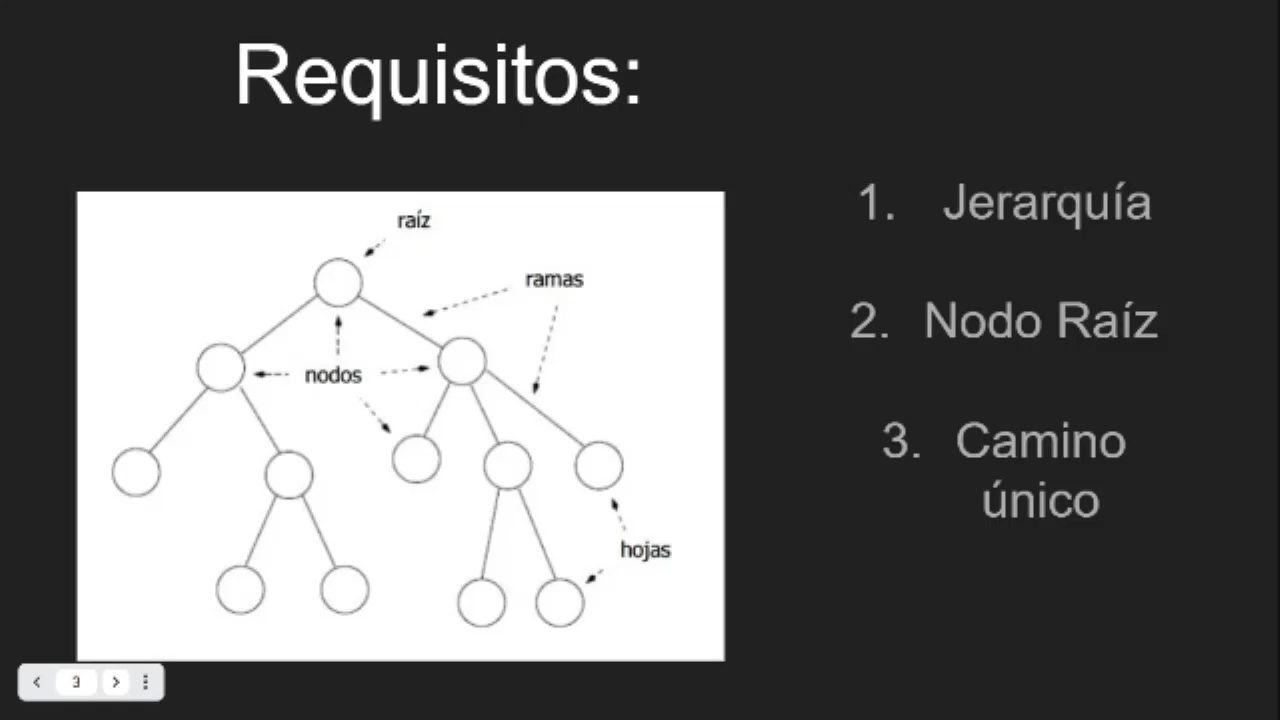 Requisitos:
raíz
ramas
nodos
hojas
1. Jerarquía
2. Nodo Raíz
3. Camino
único
3